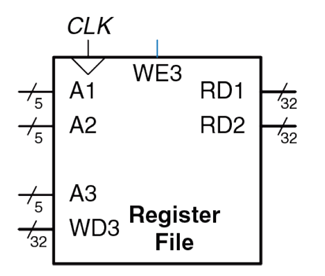 CLK
WE3
A1 RD1
5 32
A2 RD2
5 32
A3
5
WD3 Register
32 File